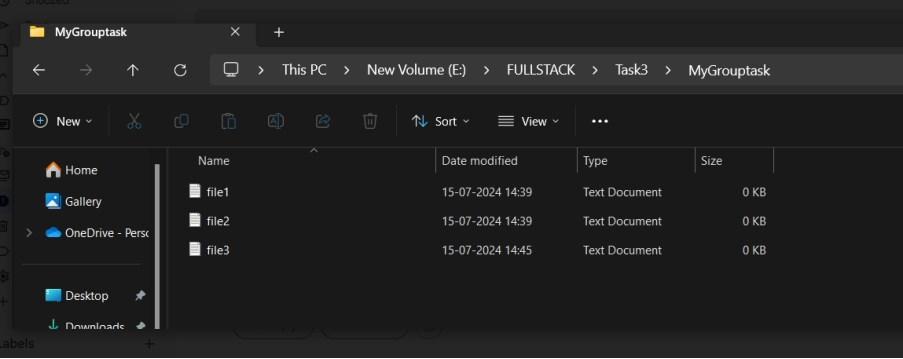 Snoozed
MyGrouptask
This PC > New Volume (E:) > FULLSTACK > Task3 > MyGrouptask
New Sort View
Name Date modified Type Size
Home
Gallery
OneDrive - Persc
Desktop
Downloads
file1 15-07-2024 14:39 Text Document 0 KB
file2 15-07-2024 14:39 Text Document 0 KB
file3 15-07-2024 14:45 Text Document 0 KB
Labels